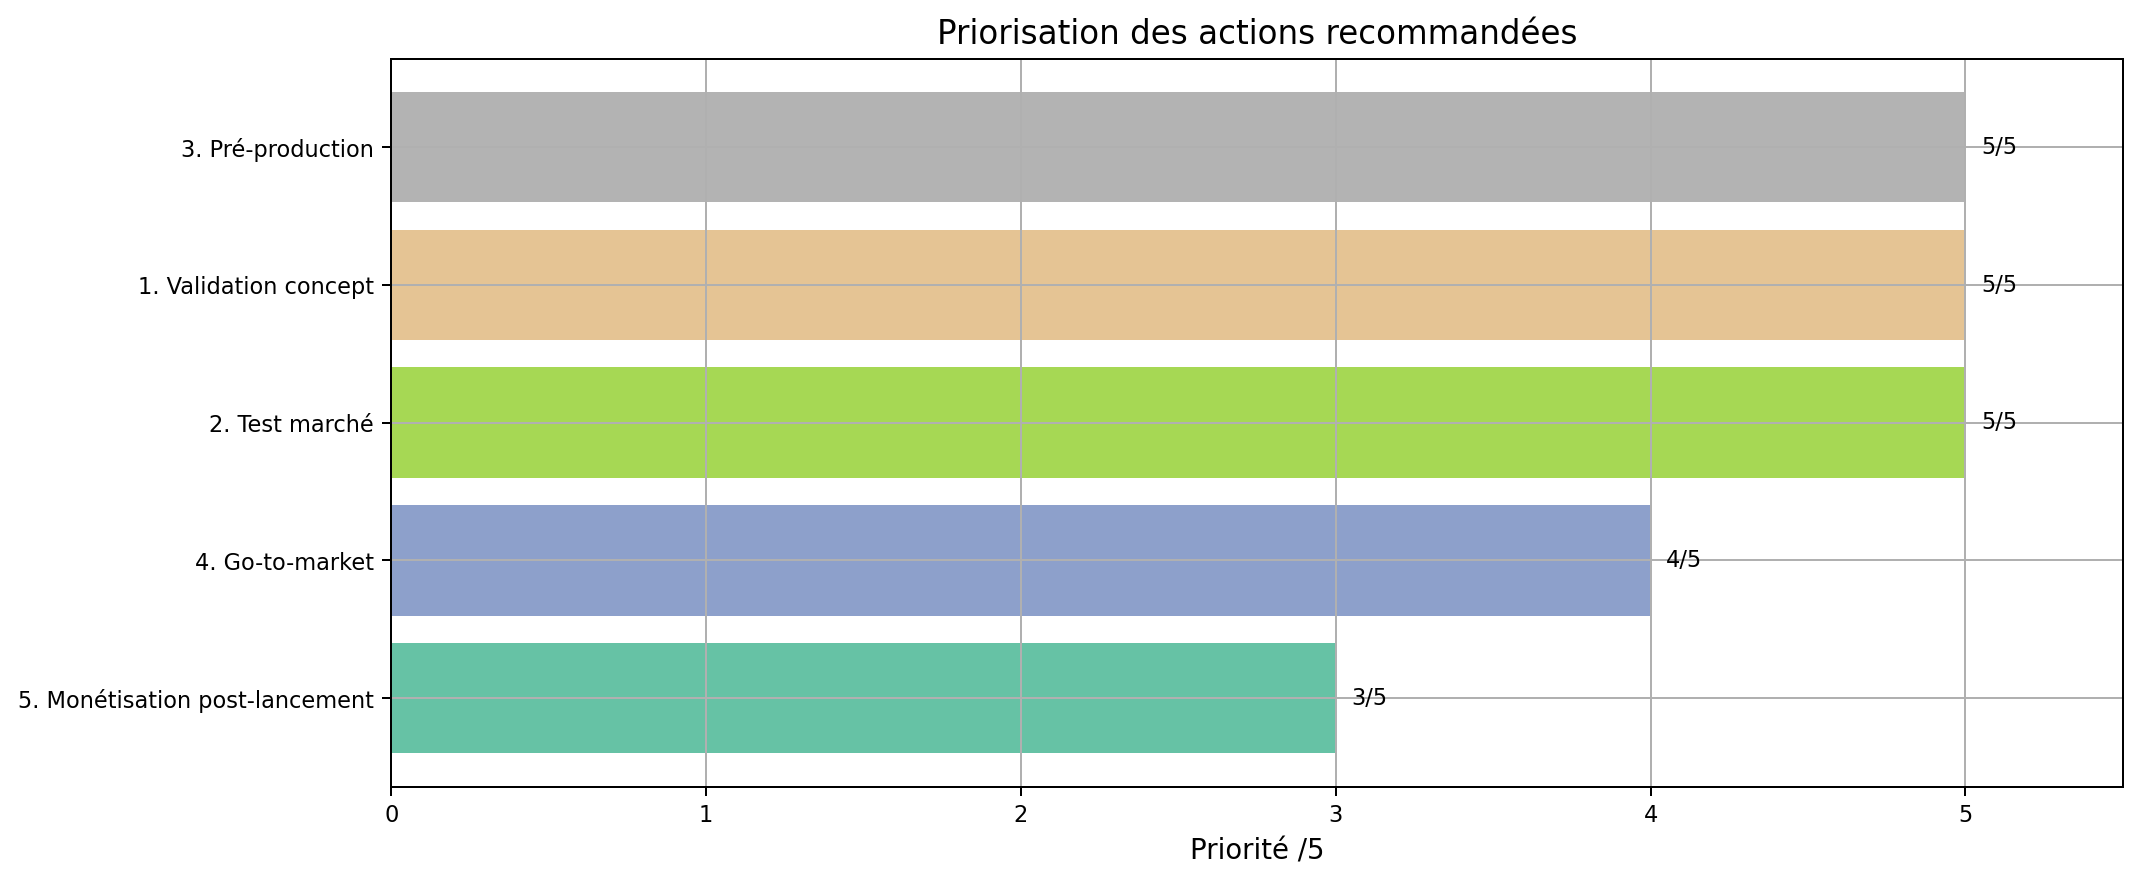 Priorisation des actions recommandées
3. Pré-production
5/5
1. Validation concept
5/5
2. Test marché
5/5
4. Go-to-market
4/5
5. Monétisation post-lancement
3/5
0 1 2 3 4 5
Priorité /5